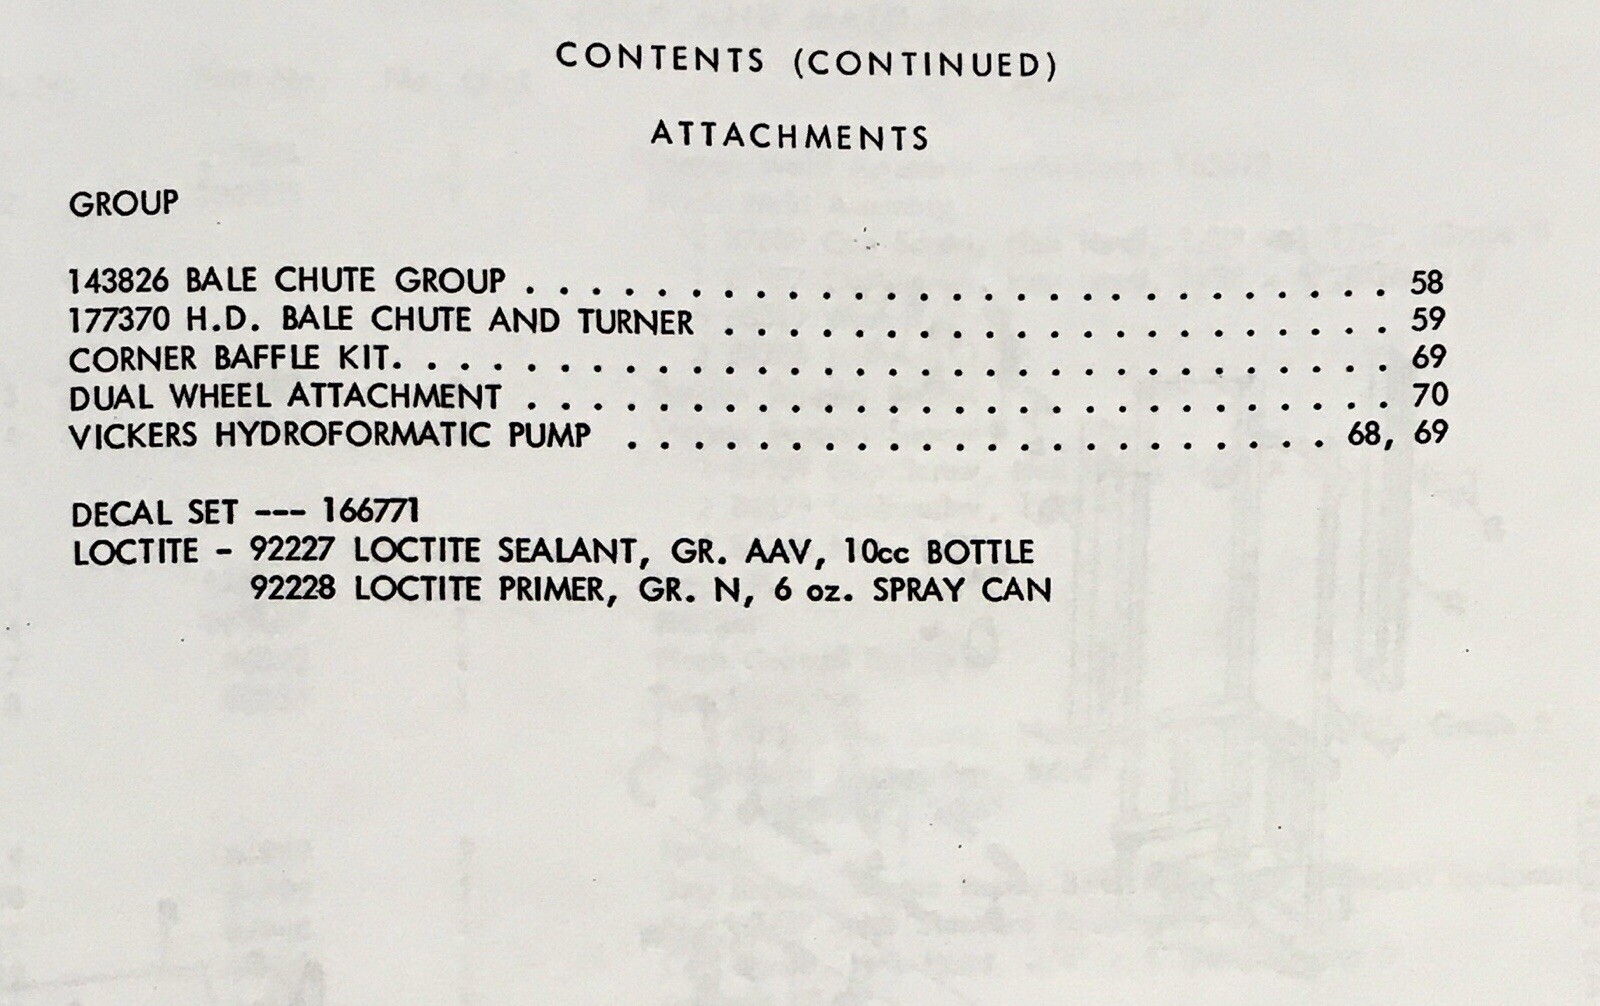 CONTENTS (CONTINUED)
ATTACHMENTS
GROUP
143826 BALE CHUTE GROUP . . . . . . . . . . . . . . . . . . . . . . . . . . . 58
177370 H.D. BALE CHUTE AND TURNER . . . . . . . . . . . . . . . . . . . . . 59
CORNER BAFFLE KIT. . . . . . . . . . . . . . . . . . . . . . . . . . . . . . . 69
DUAL WHEEL ATTACHMENT . . . . . . . . . . . . . . . . . . . . . . . . . . . 70
VICKERS HYDROFORMATIC PUMP . . . . . . . . . . . . . . . . . . . . . . 68, 69
DECAL SET --- 166771
LOCTITE - 92227 LOCTITE SEALANT, GR. AAV, 10cc BOTTLE
92228 LOCTITE PRIMER, GR. N, 6 oz. SPRAY CAN